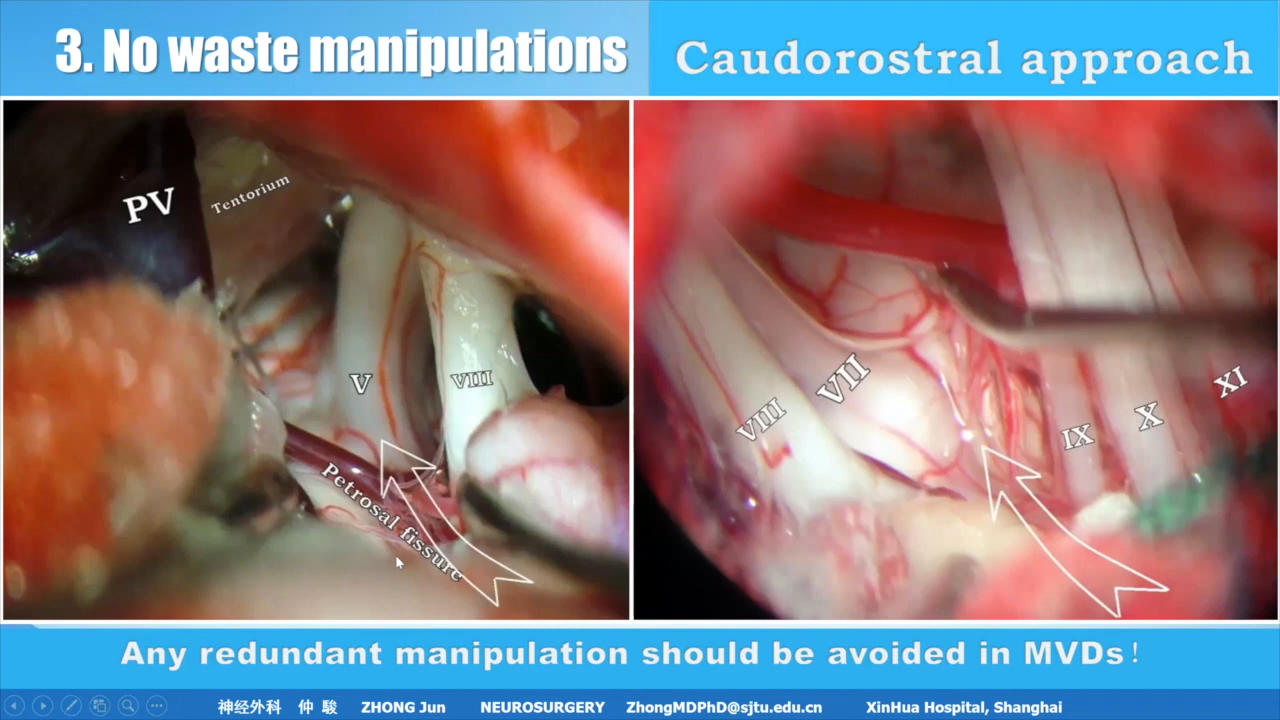 3. No waste manipulations
Caudorostral approach
PV
Tentorium
V
VIII
Petrosal fissure
VIII
VII
IX
X
XI
Any redundant manipulation should be avoided in MVDs!
神经外科 仲 駿 ZHONG Jun NEUROSURGERY ZhongMDPhD@sjtu.edu.cn XinHua Hospital, Shanghai